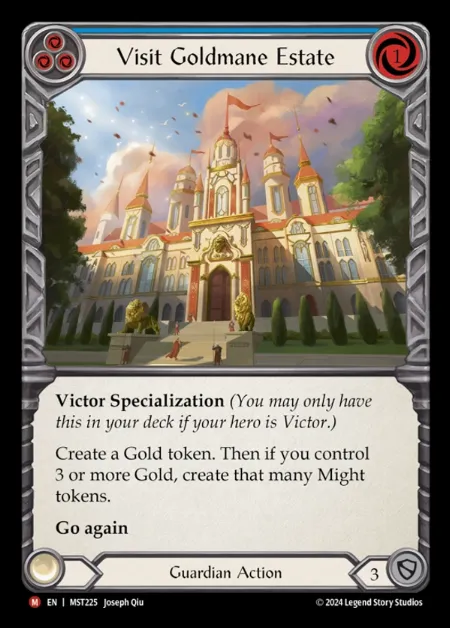 Visit Goldmane Estate
1
Victor Specialization (You may only have
this in your deck if your hero is Victor.)
Create a Gold token. Then if you control
3 or more Gold, create that many Might
tokens.
Go again
Guardian Action
3
M EN | MST225 Joseph Qiu
© 2024 Legend Story Studios